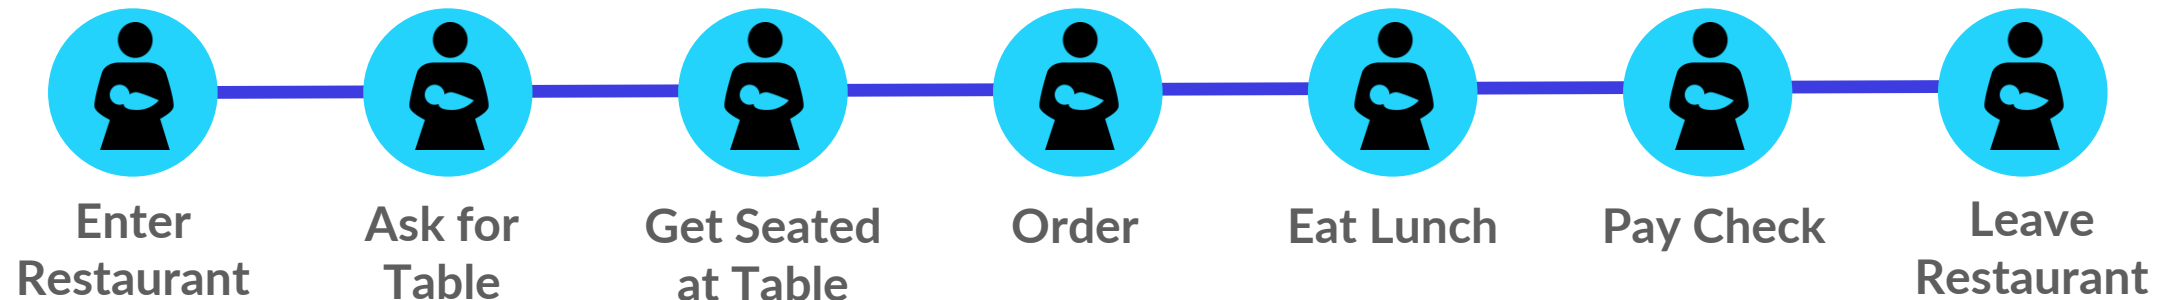 Enter
Restaurant
Ask for
Table
Get Seated
at Table
Order
Eat Lunch
Pay Check
Leave
Restaurant